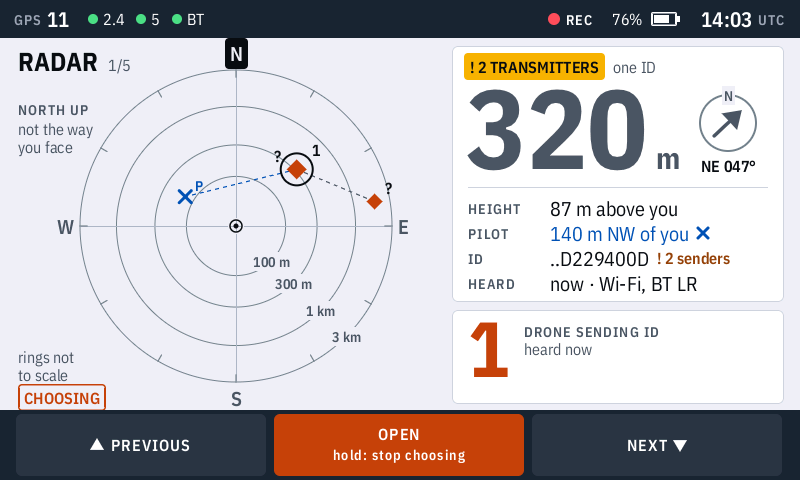 GPS 11 2.4 5 BT REC 76% 14:03 UTC
RADAR 1/5
NORTH UP
not the way
you face
N
W
E
S
P
?
1
?
100 m
300 m
1 km
3 km
rings not
to scale
CHOOSING
! 2 TRANSMITTERS one ID
320 m
N
NE 047°
HEIGHT 87 m above you
PILOT 140 m NW of you
ID ..D229400D ! 2 senders
HEARD now · Wi-Fi, BT LR
1 DRONE SENDING ID
heard now
PREVIOUS
OPEN
hold: stop choosing
NEXT